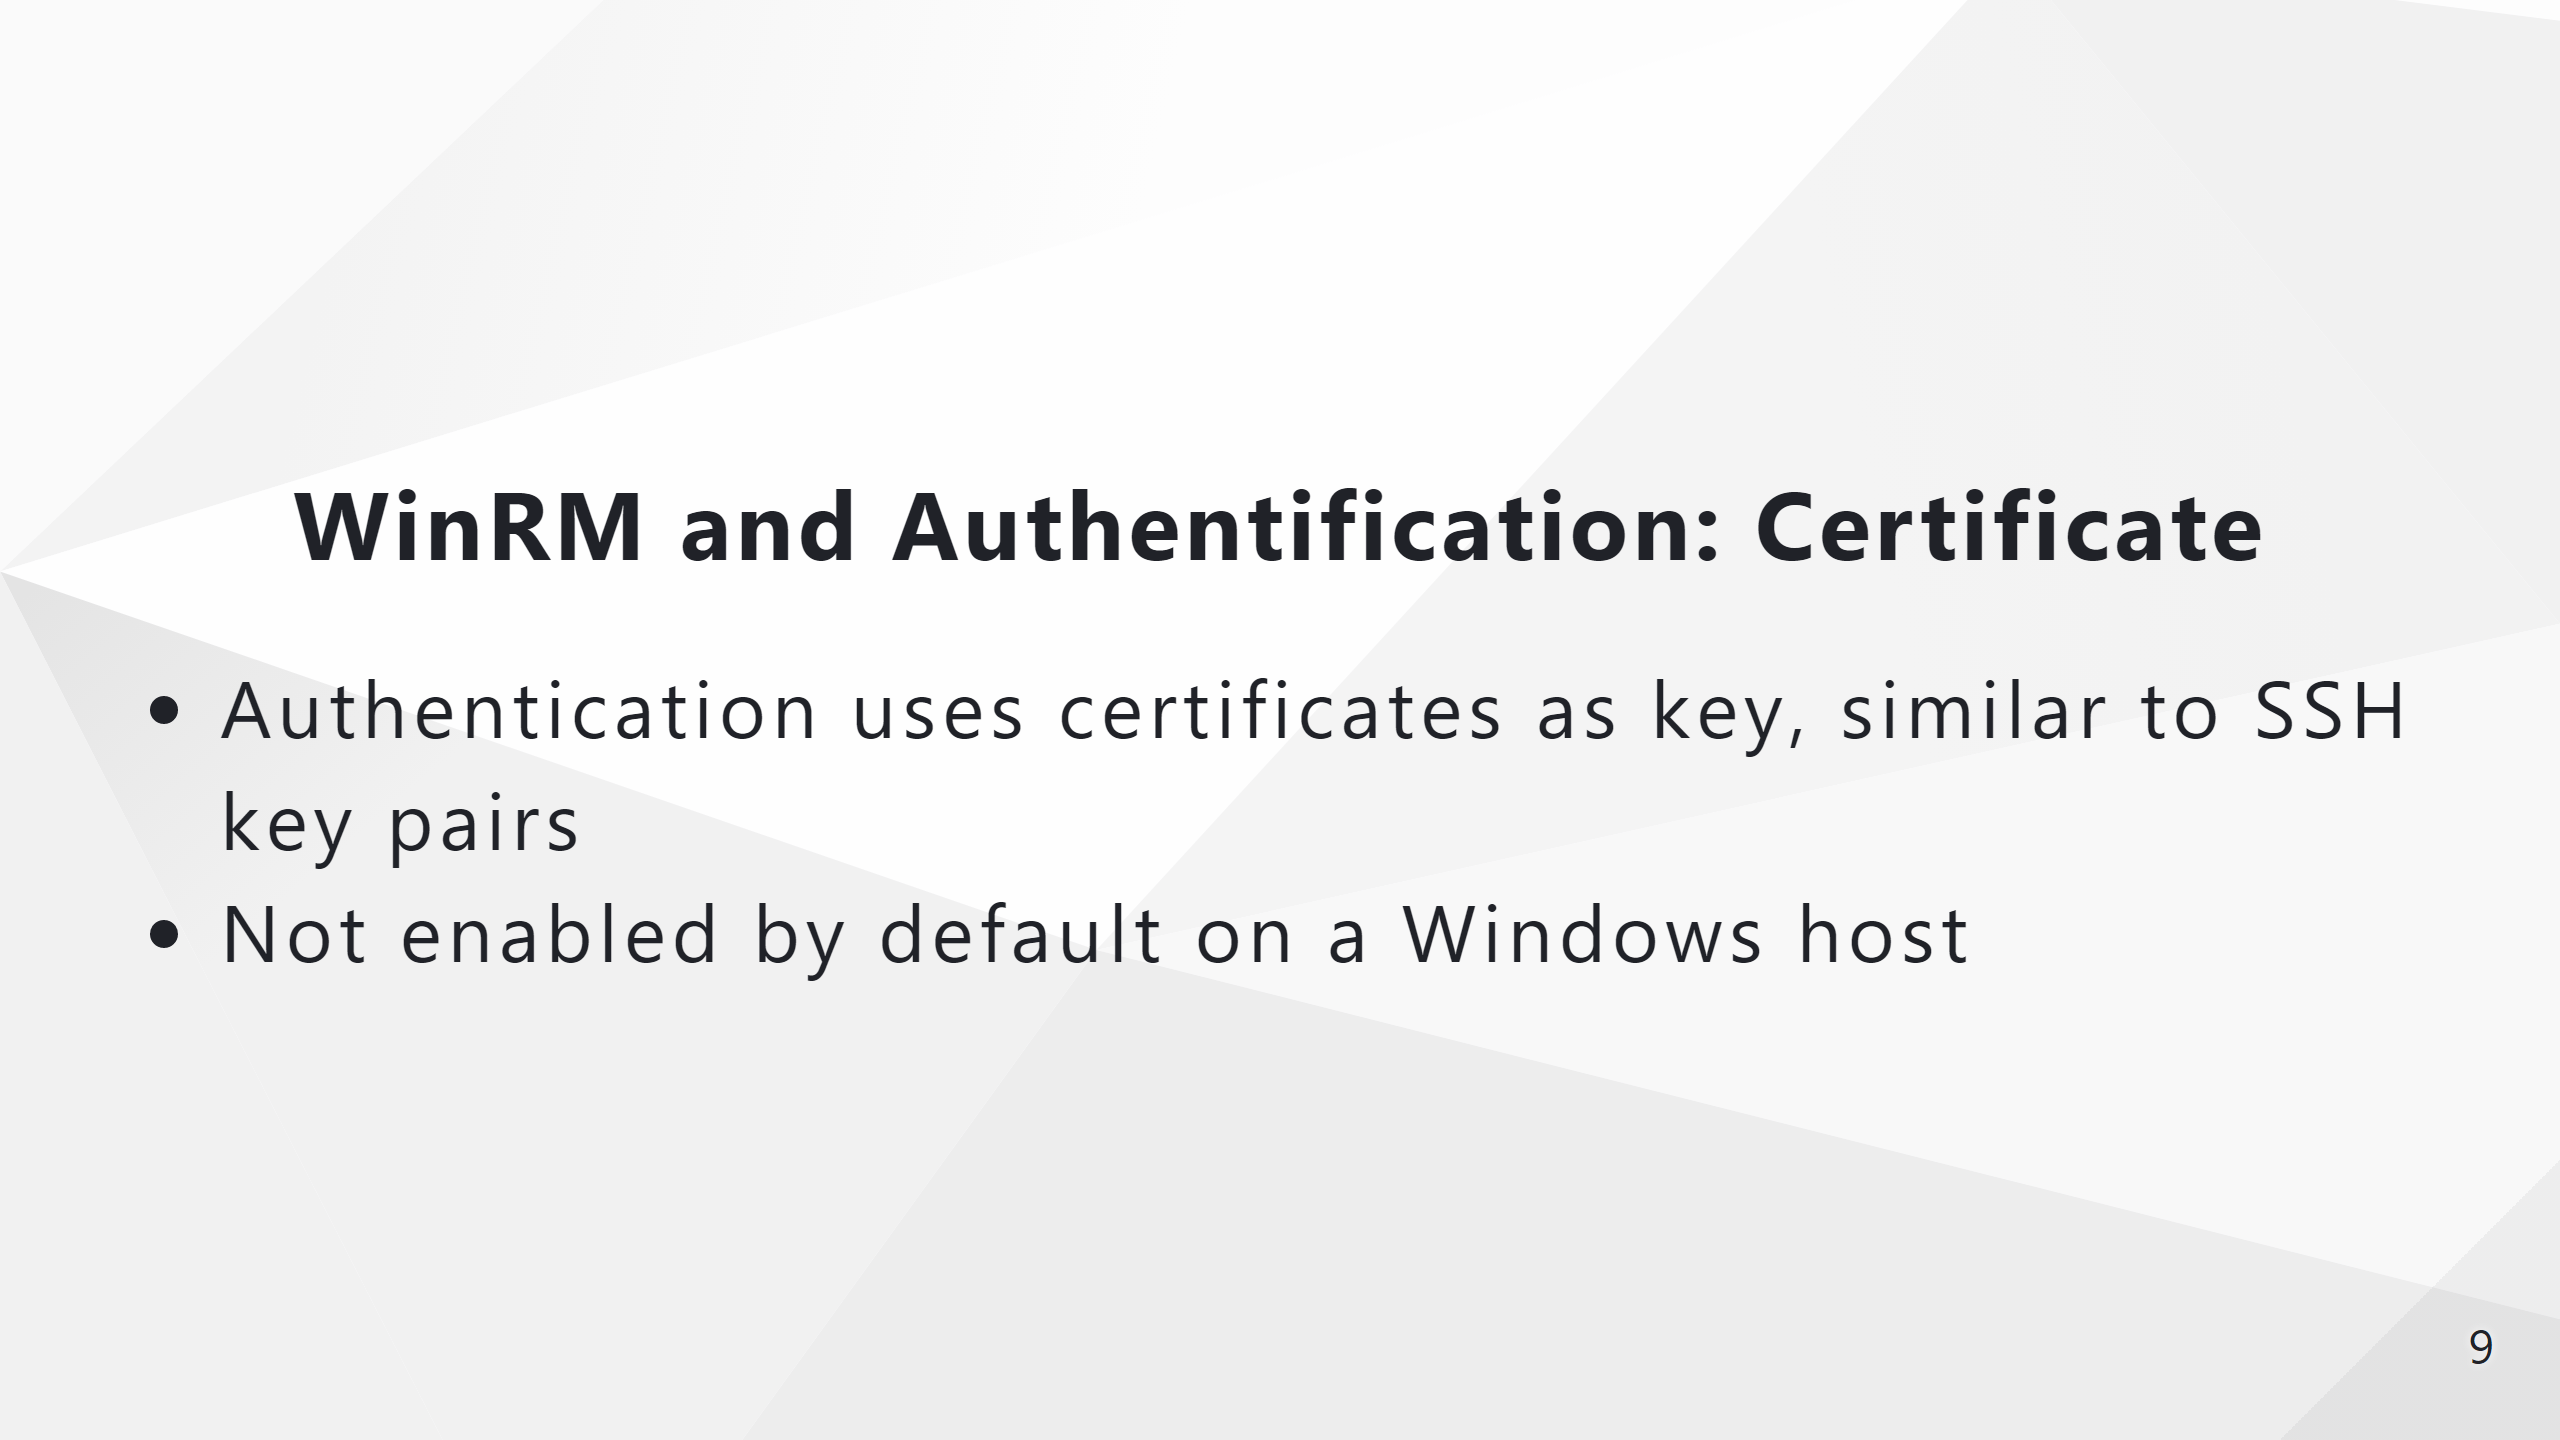 WinRM and Authentification: Certificate
• Authentication uses certificates as key, similar to SSH
key pairs
• Not enabled by default on a Windows host
9